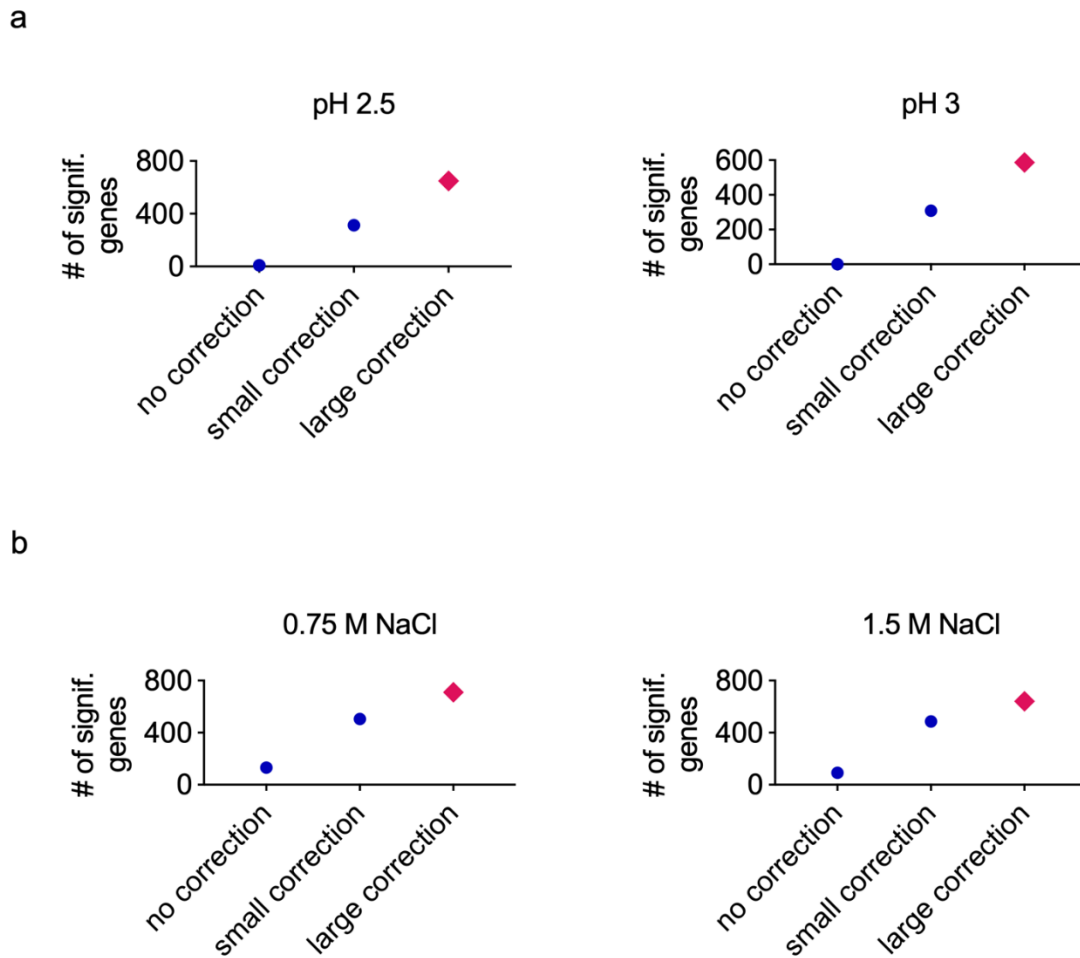 a
pH 2.5
# of signif.
genes
800
400
0
no correction
small correction
large correction
pH 3
# of signif.
genes
600
400
200
0
no correction
small correction
large correction
b
0.75 M NaCl
# of signif.
genes
800
400
0
no correction
small correction
large correction
1.5 M NaCl
# of signif.
genes
800
400
0
no correction
small correction
large correction